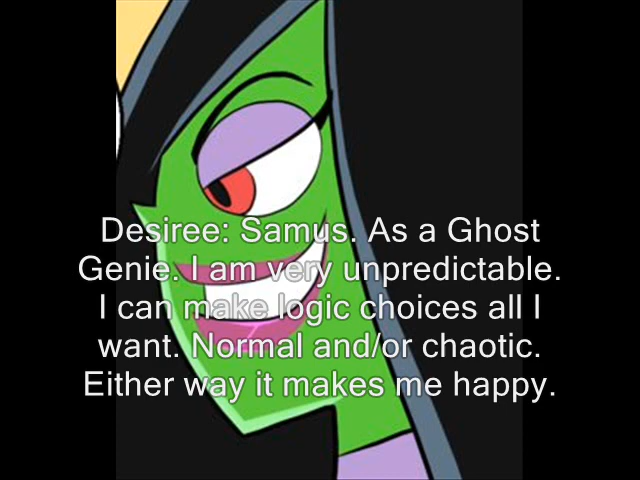 Desiree: Samus. As a Ghost
Genie. I am very unpredictable.
I can make logic choices all I
want. Normal and/or chaotic.
Either way it makes me happy.